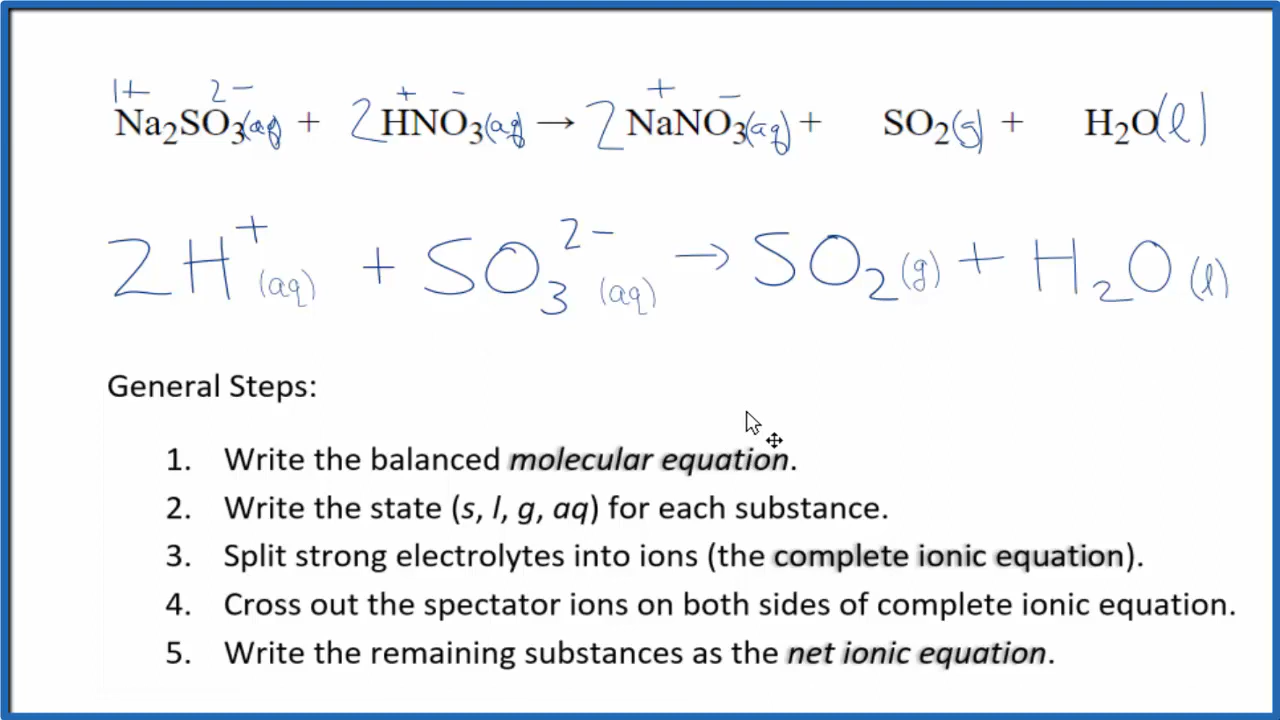 1+ 2- + - + -
Na₂SO₃(aq) + 2HNO₃(aq) → 2NaNO₃(aq) + SO₂(g) + H₂O(l)
2H⁺(aq) + SO₃²⁻(aq) → SO₂(g) + H₂O(l)
General Steps:
1. Write the balanced molecular equation.
2. Write the state (s, l, g, aq) for each substance.
3. Split strong electrolytes into ions (the complete ionic equation).
4. Cross out the spectator ions on both sides of complete ionic equation.
5. Write the remaining substances as the net ionic equation.